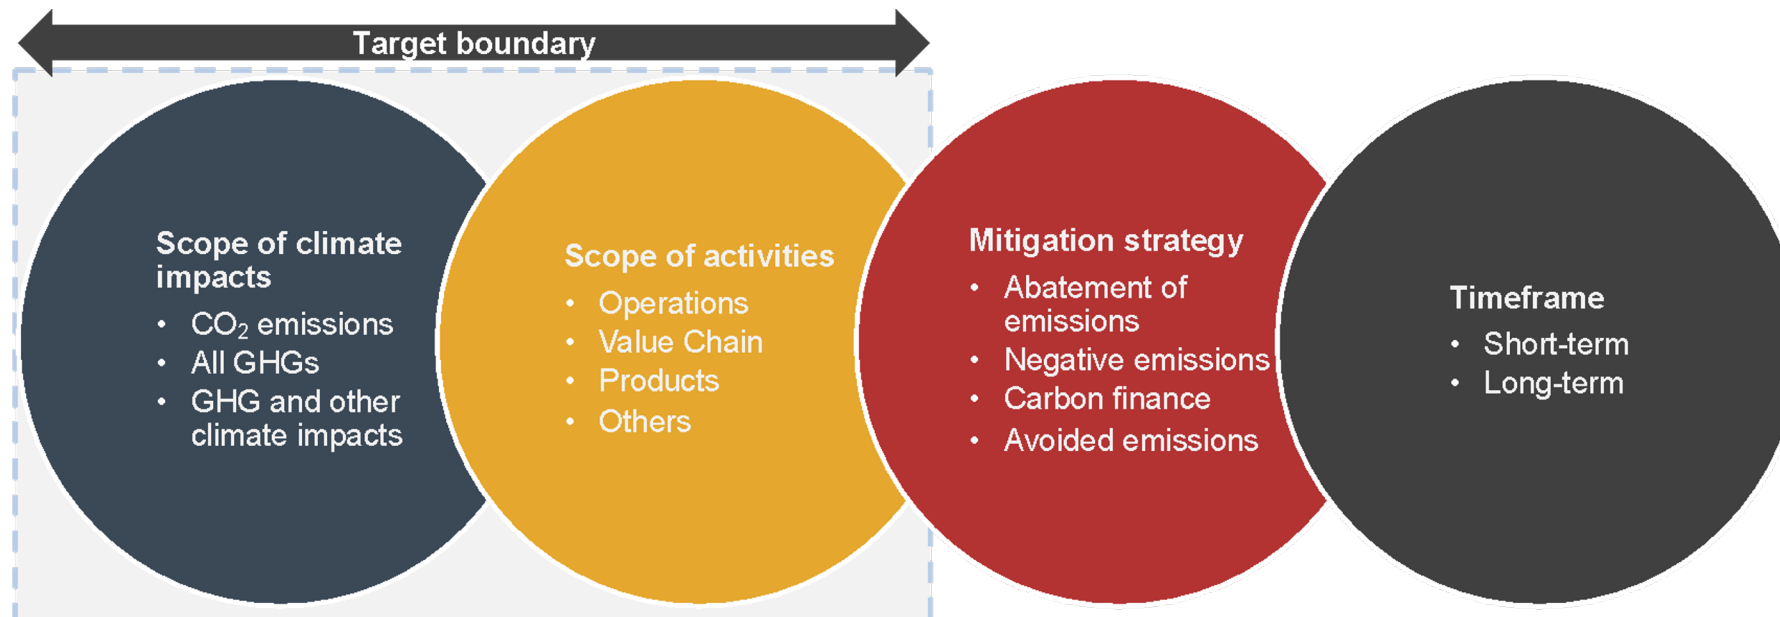 Target boundary
Scope of climate
impacts
• CO₂ emissions
• All GHGs
• GHG and other
climate impacts
Scope of activities
• Operations
• Value Chain
• Products
• Others
Mitigation strategy
• Abatement of
emissions
• Negative emissions
• Carbon finance
• Avoided emissions
Timeframe
• Short-term
• Long-term